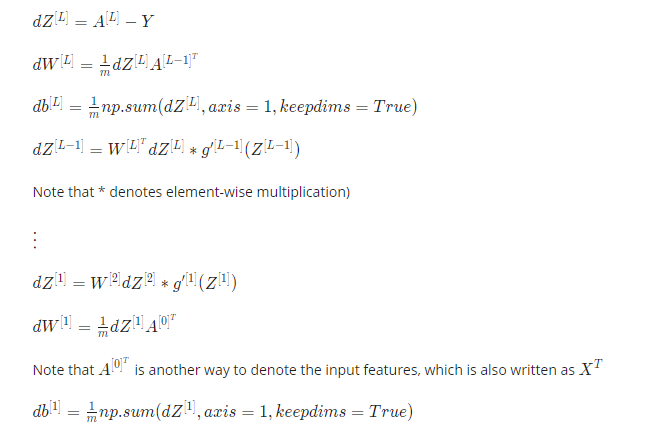 dZ^{[L]} = A^{[L]} − Y
dW^{[L]} = \frac{1}{m} dZ^{[L]} A^{[L−1]^T}
db^{[L]} = \frac{1}{m} np.sum(dZ^{[L]}, axis = 1, keepdims = True)
dZ^{[L−1]} = W^{[L]^T} dZ^{[L]} * g'^{[L−1]}(Z^{[L−1]})
Note that * denotes element-wise multiplication)
⋮
dZ^{[1]} = W^{[2]} dZ^{[2]} * g'^{[1]}(Z^{[1]})
dW^{[1]} = \frac{1}{m} dZ^{[1]} A^{[0]^T}
Note that A^{[0]^T} is another way to denote the input features, which is also written as X^T
db^{[1]} = \frac{1}{m} np.sum(dZ^{[1]}, axis = 1, keepdims = True)